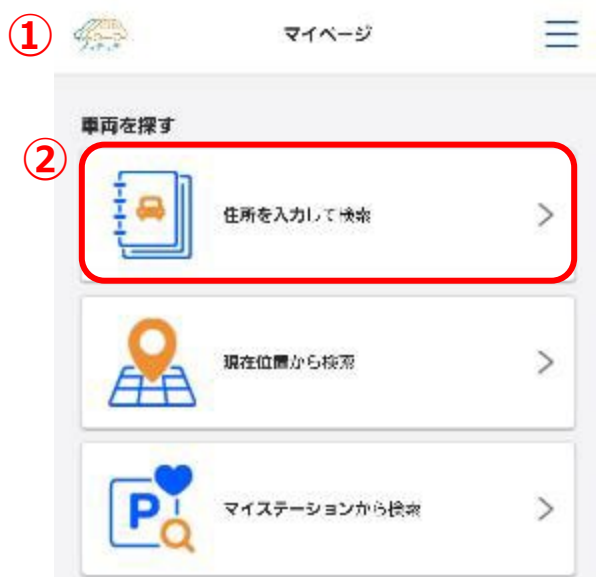 ①
マイページ
車両を探す
②
住所を入力して検索
現在位置から検索
P
マイステーションから検索